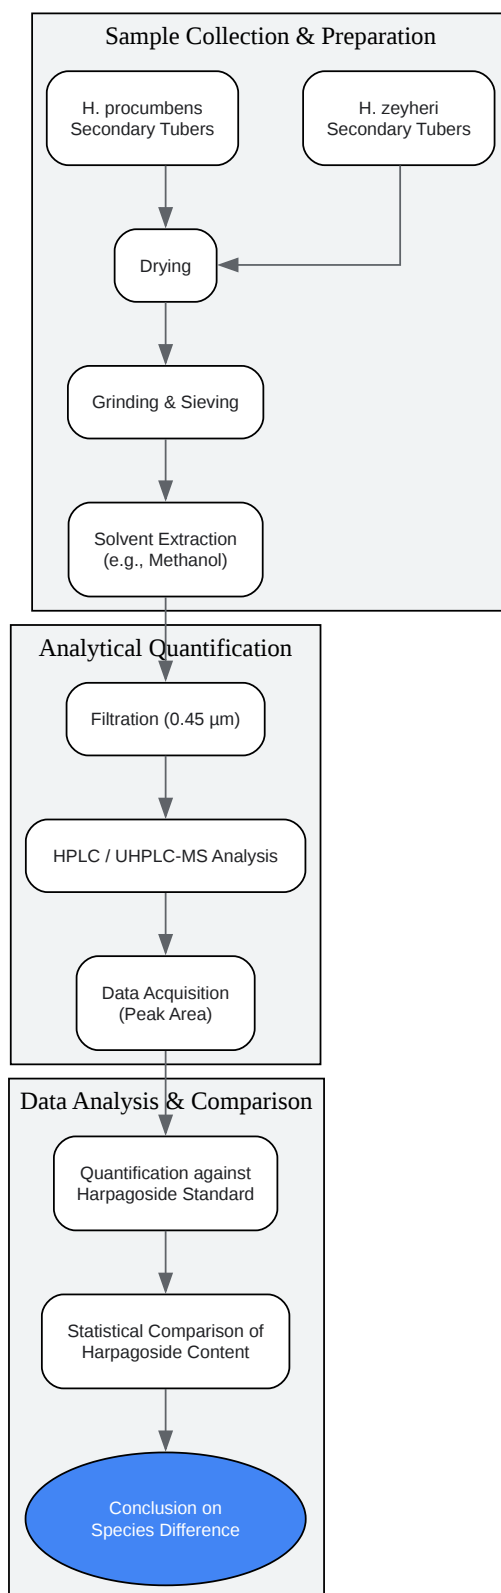 Sample Collection & Preparation
H. procumbens
Secondary Tubers
H. zeyheri
Secondary Tubers
Drying
Grinding & Sieving
Solvent Extraction
(e.g., Methanol)
Analytical Quantification
Filtration (0.45 µm)
HPLC / UHPLC-MS Analysis
Data Acquisition
(Peak Area)
Data Analysis & Comparison
Quantification against
Harpagoside Standard
Statistical Comparison of
Harpagoside Content
Conclusion on
Species Difference